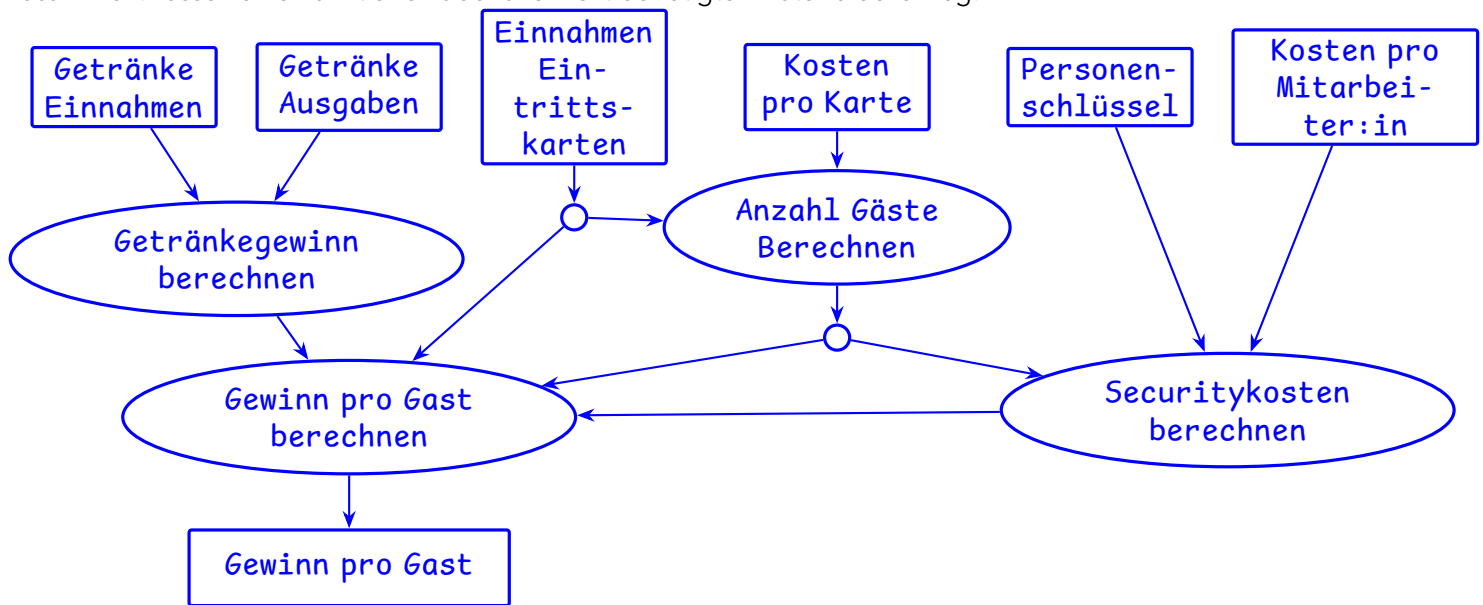 Einnahmen
Ein-
tritts-
karten
Getränke
Einnahmen
Getränke
Ausgaben
Kosten
pro Karte
Personen-
schlüssel
Kosten pro
Mitarbei-
ter:in
Anzahl Gäste
Berechnen
Getränkegewinn
berechnen
Gewinn pro Gast
berechnen
Securitykosten
berechnen
Gewinn pro Gast